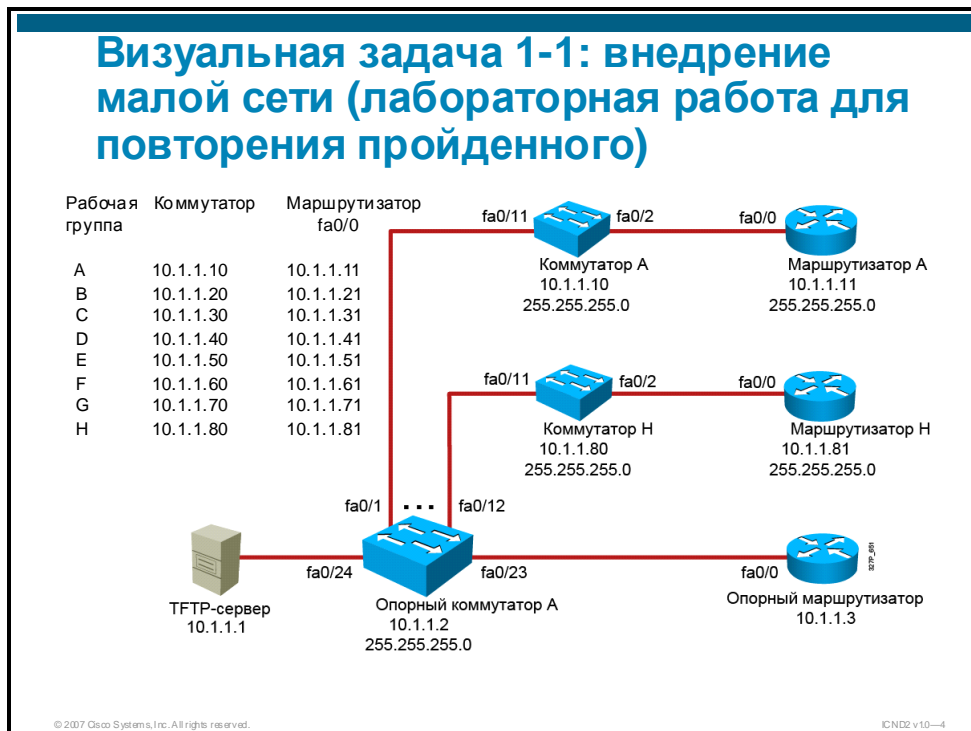 Визуальная задача 1-1: внедрение
малой сети (лабораторная работа для
повторения пройденного)
Рабочая группа Коммутатор Маршрутизатор fa0/0
A 10.1.1.10 10.1.1.11
B 10.1.1.20 10.1.1.21
C 10.1.1.30 10.1.1.31
D 10.1.1.40 10.1.1.41
E 10.1.1.50 10.1.1.51
F 10.1.1.60 10.1.1.61
G 10.1.1.70 10.1.1.71
H 10.1.1.80 10.1.1.81
fa0/11 fa0/2 fa0/0
Коммутатор A
10.1.1.10
255.255.255.0
Маршрутизатор A
10.1.1.11
255.255.255.0
fa0/11 fa0/2 fa0/0
Коммутатор H
10.1.1.80
255.255.255.0
Маршрутизатор H
10.1.1.81
255.255.255.0
fa0/1 ... fa0/12
fa0/24 fa0/23 fa0/0
TFTP-сервер
10.1.1.1
Опорный коммутатор A
10.1.1.2
255.255.255.0
Опорный маршрутизатор
10.1.1.3
327P_651
© 2007 Cisco Systems, Inc. All rights reserved. ICND2 v1.0—4